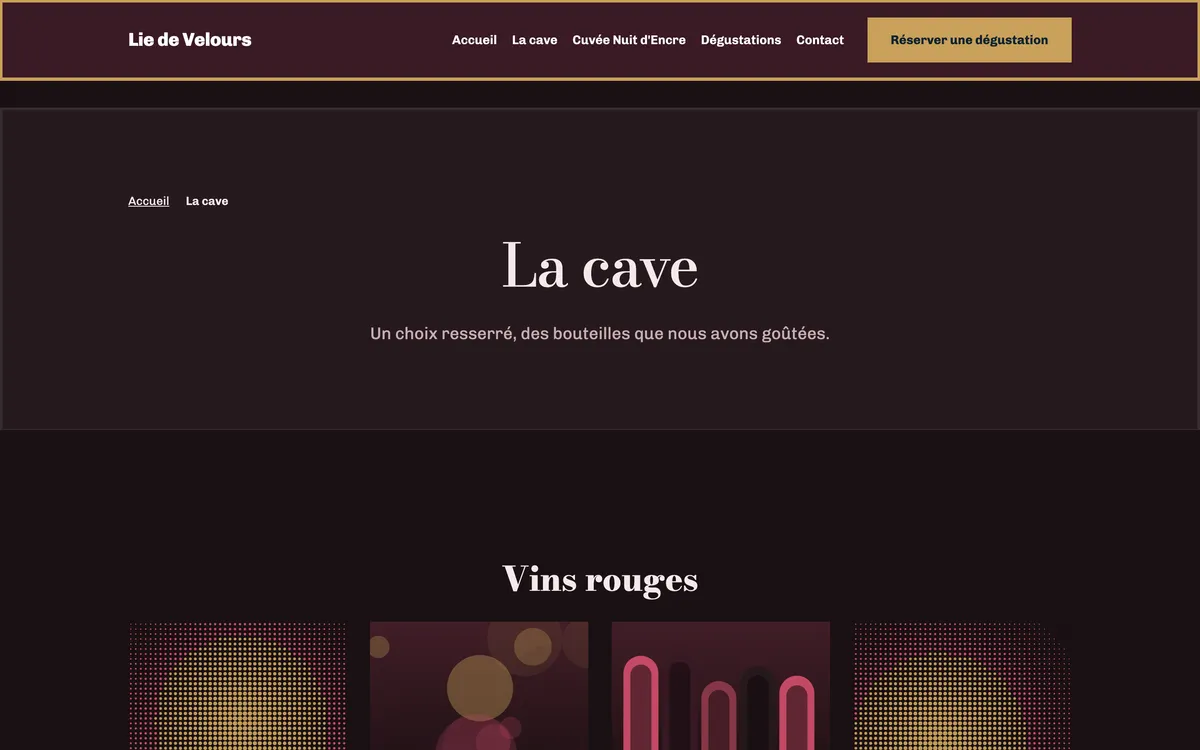 Lie de Velours
Accueil La cave Cuvée Nuit d'Encre Dégustations Contact Réserver une dégustation
Accueil La cave
La cave
Un choix resserré, des bouteilles que nous avons goûtées.
Vins rouges